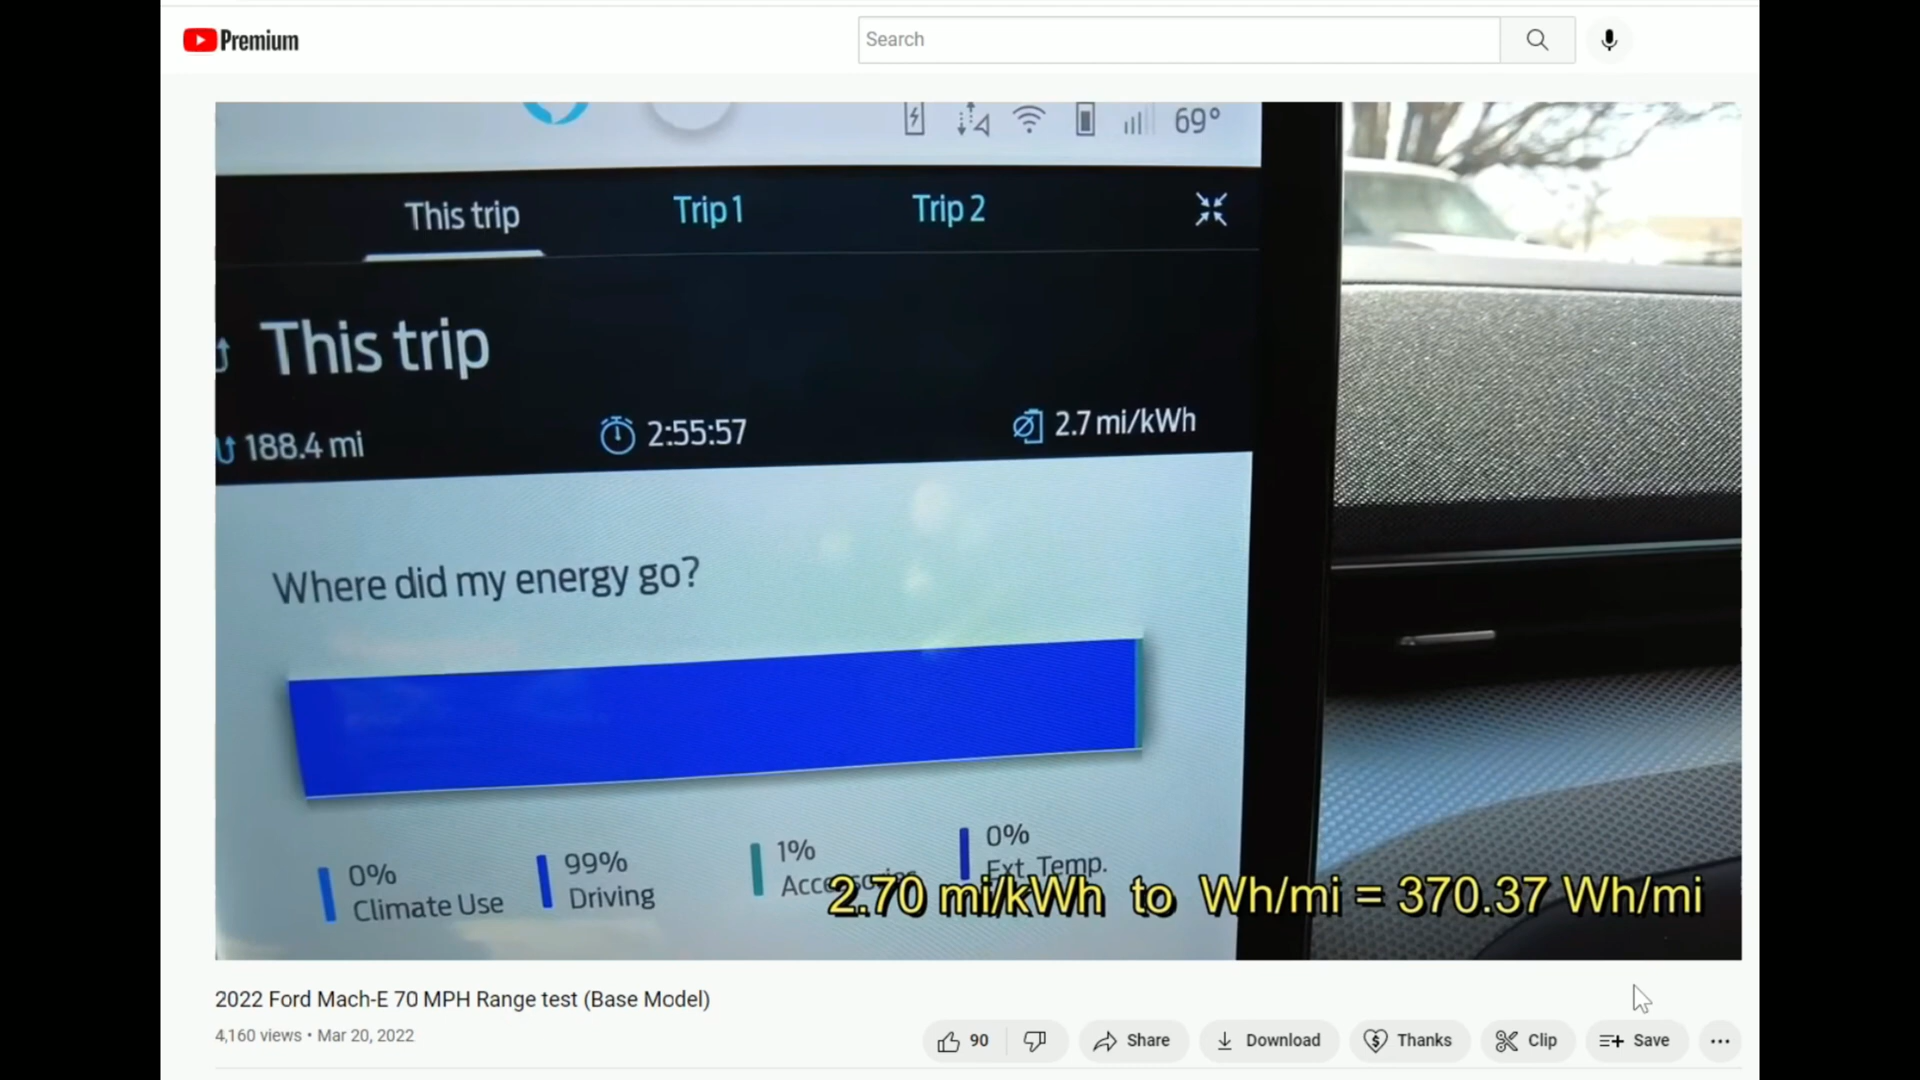 Premium
Search
69°
This trip
Trip 1
Trip 2
This trip
188.4 mi
2:55:57
2.7 mi/kWh
Where did my energy go?
0%
Climate Use
99%
Driving
1%
Accessories
0%
Ext. Temp.
2.70 mi/kWh to Wh/mi = 370.37 Wh/mi
2022 Ford Mach-E 70 MPH Range test (Base Model)
4,160 views • Mar 20, 2022
90
Share
Download
Thanks
Clip
Save